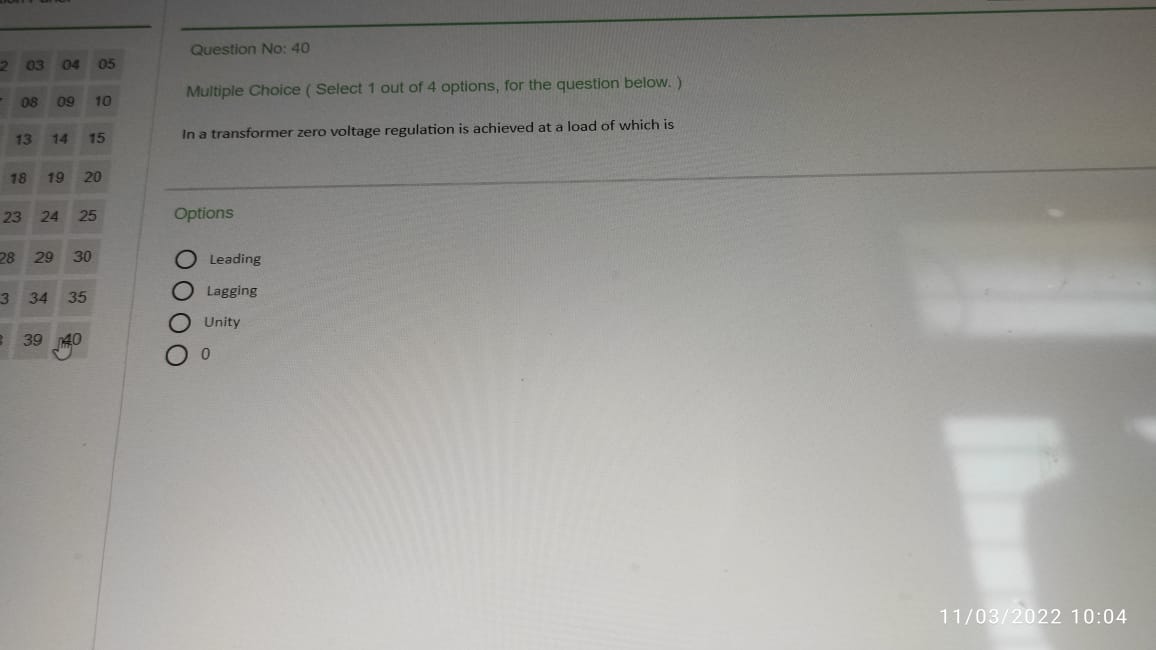 Question No: 40
Multiple Choice ( Select 1 out of 4 options, for the question below. )
In a transformer zero voltage regulation is achieved at a load of which is
Options
Leading
Lagging
Unity
0
2 03 04 05
08 09 10
13 14 15
18 19 20
23 24 25
28 29 30
3 34 35
39 40
11/03/2022 10:04